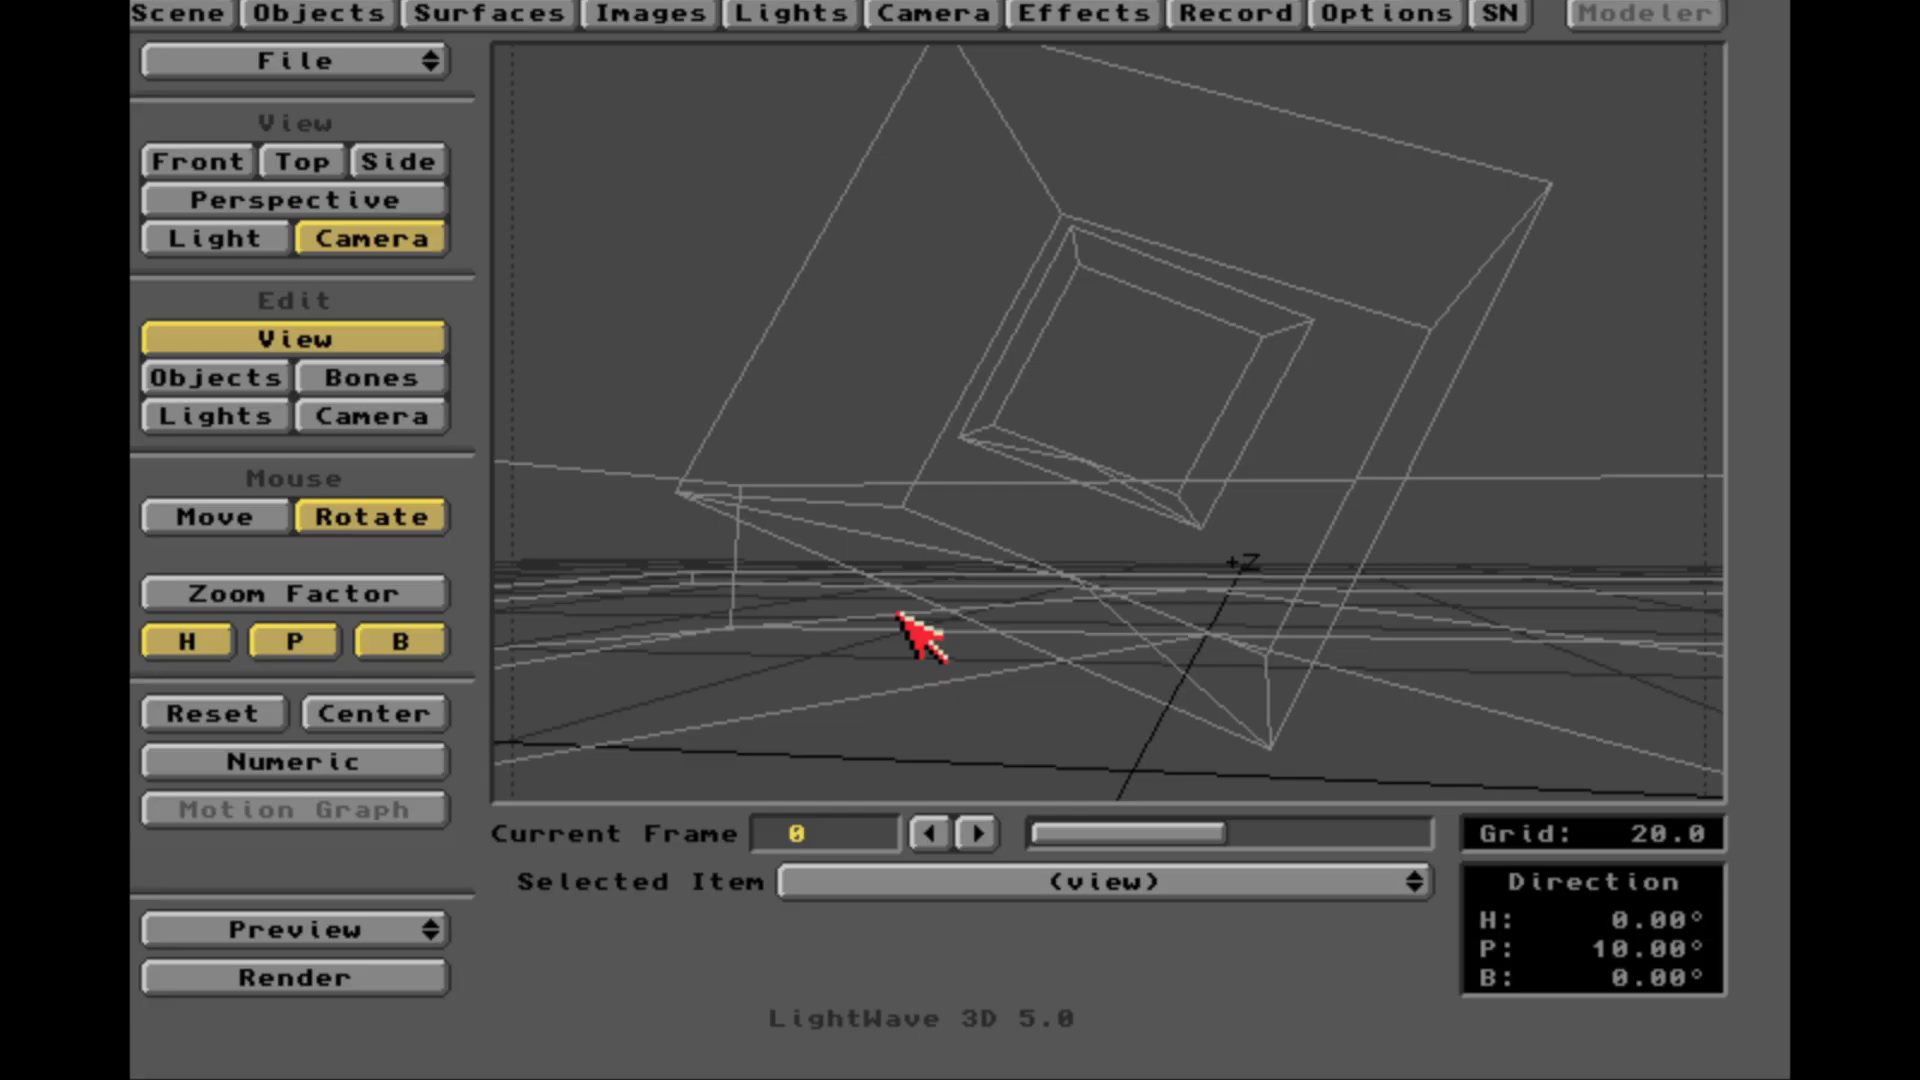 Scene Objects Surfaces Images Lights Camera Effects Record Options SN Modeler
File
View
Front Top Side
Perspective
Light Camera
Edit
View
Objects Bones
Lights Camera
Mouse
Move Rotate
Zoom Factor
H P B
Reset Center
Numeric
Motion Graph
Preview
Render
+Z
Current Frame 0
Grid: 20.0
Selected Item (view)
Direction
H: 0.00°
P: 10.00°
B: 0.00°
LightWave 3D 5.0